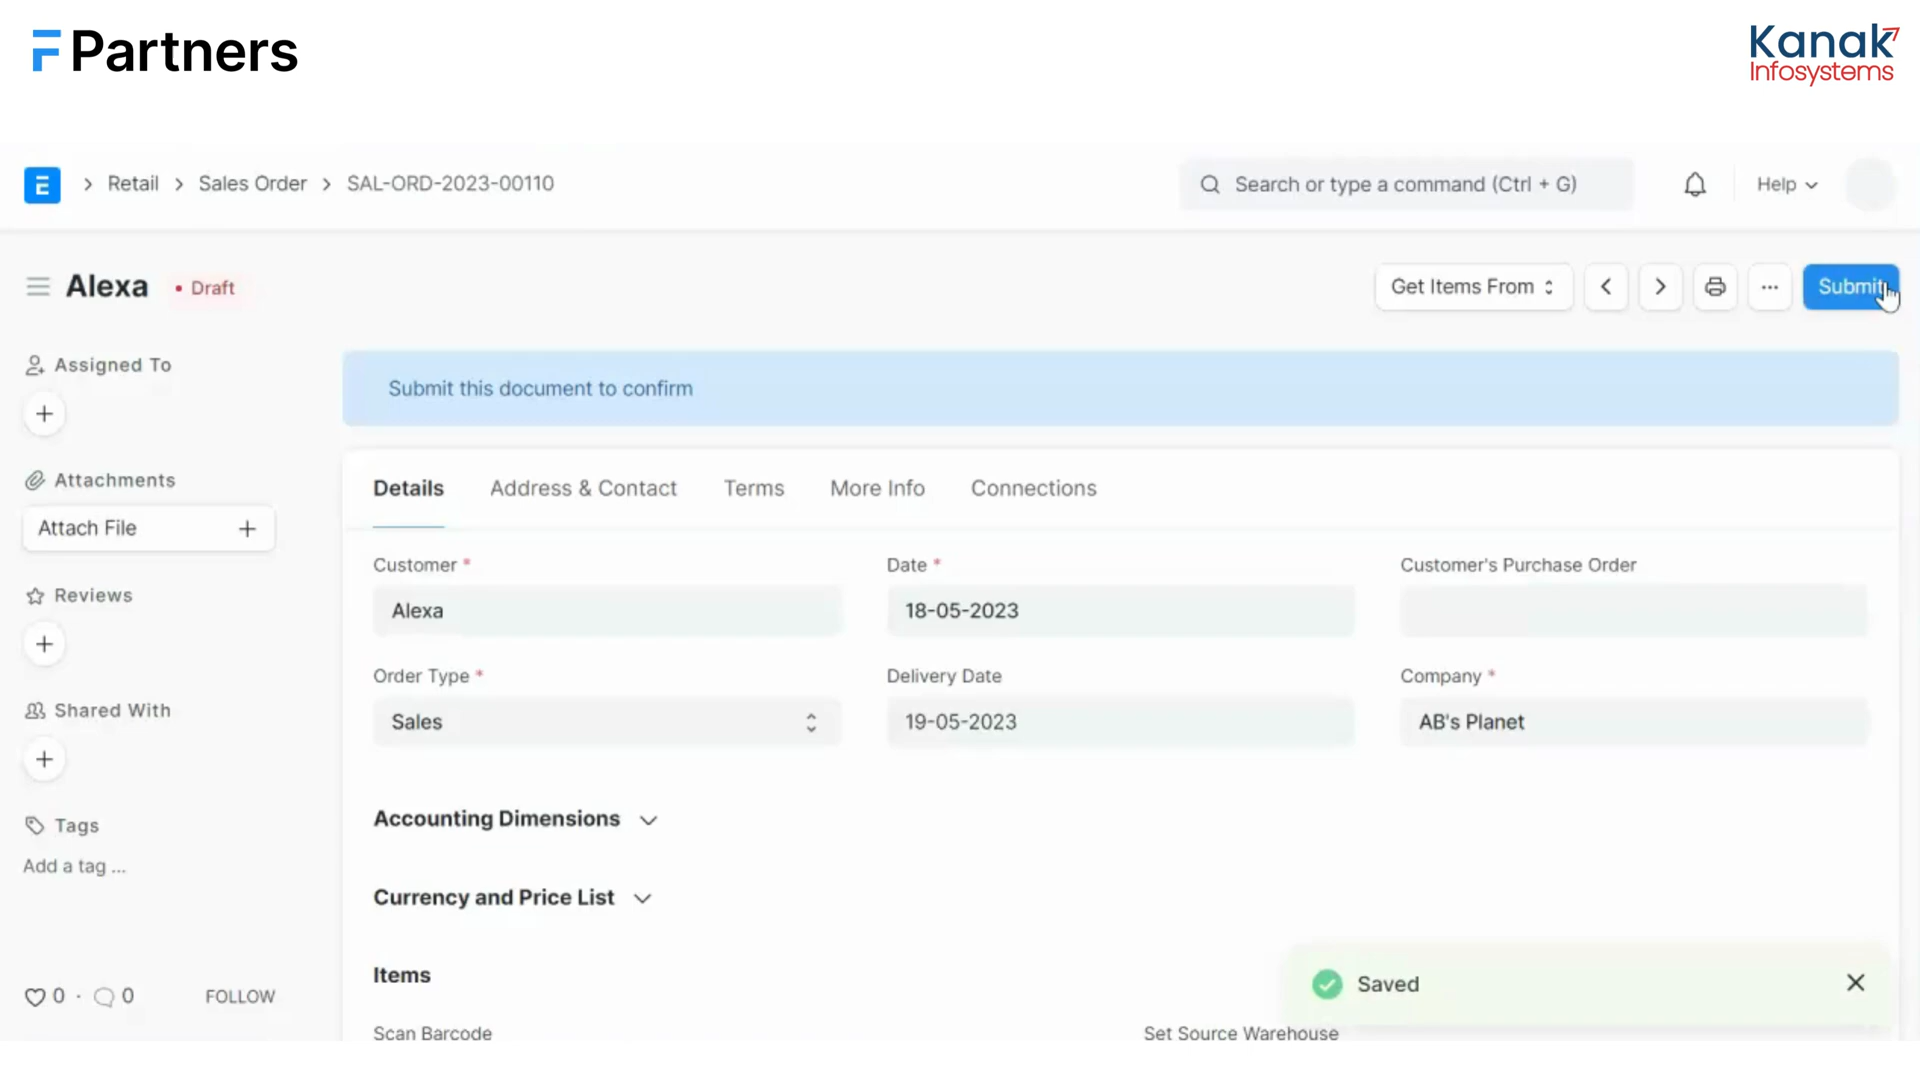 Partners
Kanak
Infosystems
E > Retail > Sales Order > SAL-ORD-2023-00110
Search or type a command (Ctrl + G)
Help
Alexa
• Draft
Get Items From
...
Submit
Assigned To
+
Submit this document to confirm
Attachments
Attach File +
Reviews
+
Shared With
+
Tags
Add a tag ...
0 · 0
FOLLOW
Details Address & Contact Terms More Info Connections
Customer * Date * Customer's Purchase Order
Alexa 18-05-2023
Order Type * Delivery Date Company *
Sales 19-05-2023 AB's Planet
Accounting Dimensions
Currency and Price List
Items
Saved
Scan Barcode Set Source Warehouse